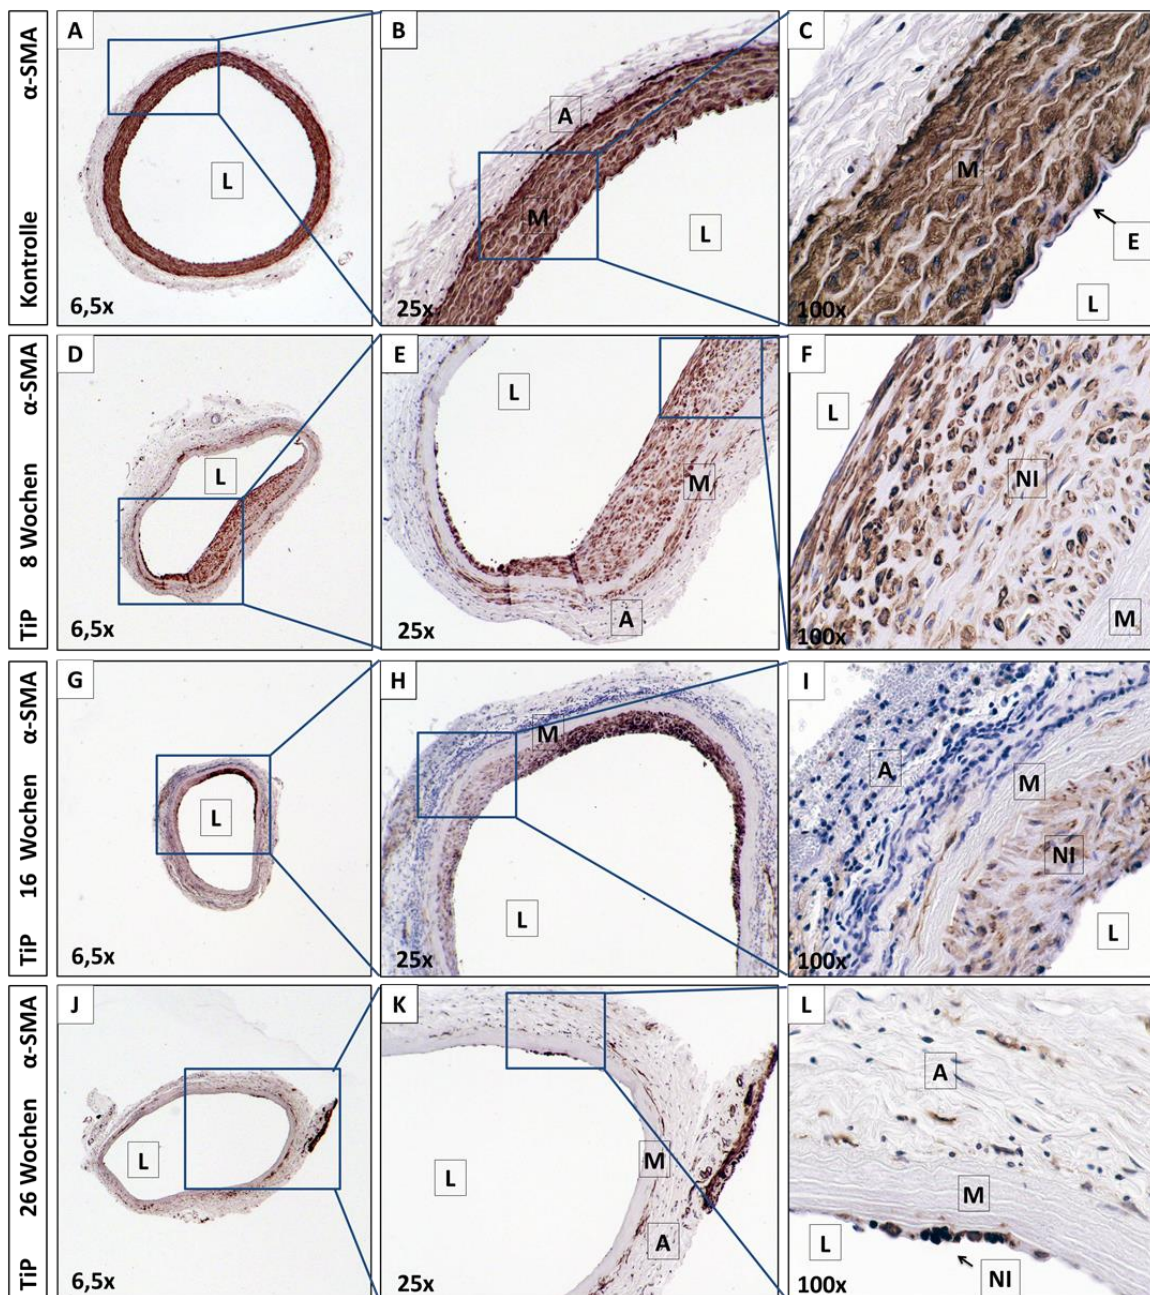 α-SMA
Kontrolle
A
L
6,5x
B
A
M
L
25x
C
M
E
L
100x
α-SMA
8 Wochen
TiP
D
L
6,5x
E
L
M
A
25x
F
L
NI
M
100x
α-SMA
16 Wochen
TiP
G
L
6,5x
H
M
L
25x
I
A
M
NI
L
100x
α-SMA
26 Wochen
TiP
J
L
6,5x
K
L
M
A
25x
L
A
M
L
NI
100x